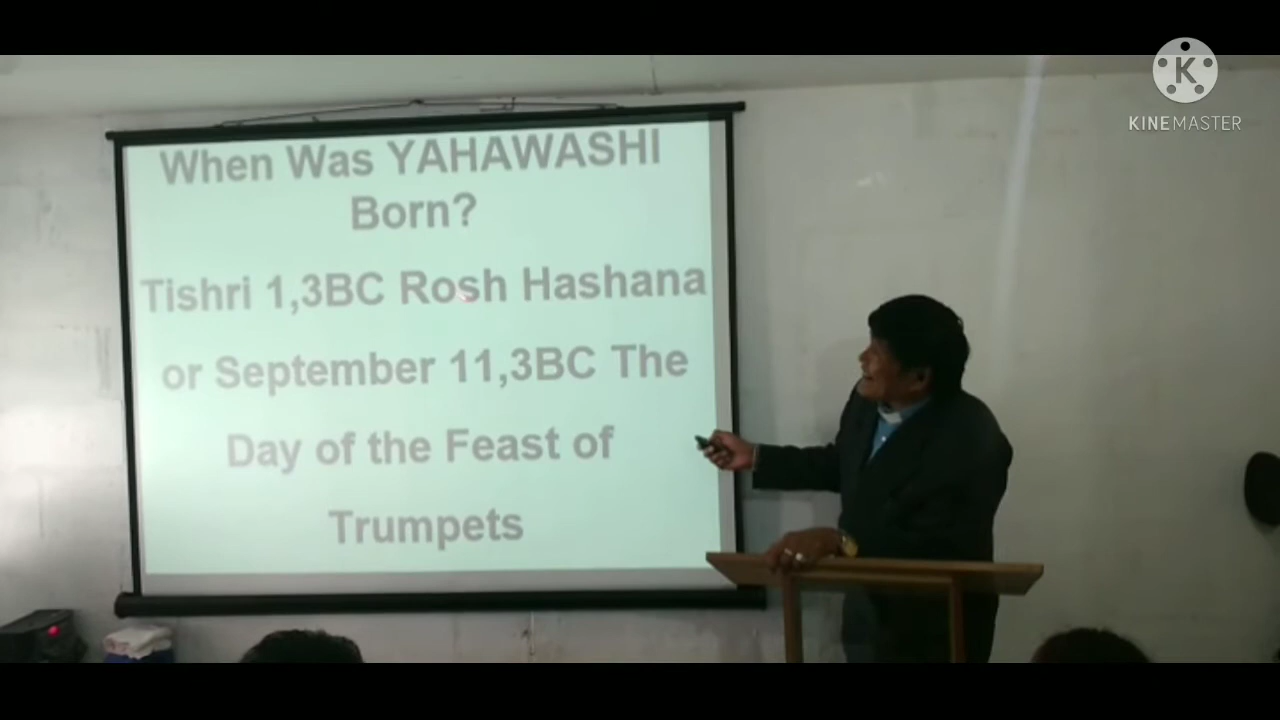 When Was YAHAWASHI
Born?
Tishri 1,3BC Rosh Hashana
or September 11,3BC The
Day of the Feast of
Trumpets
K
KINEMASTER